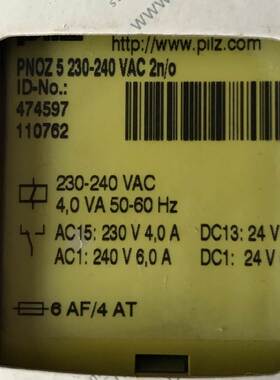 http://www.pilz.com
PNOZ 5 230-240 VAC 2n/o
ID-No.:
474597
110762
230-240 VAC
4,0 VA 50-60 Hz
AC15: 230 V 4,0 A DC13: 24 V
AC1: 240 V 6,0 A DC1: 24 V
6 AF/4 AT